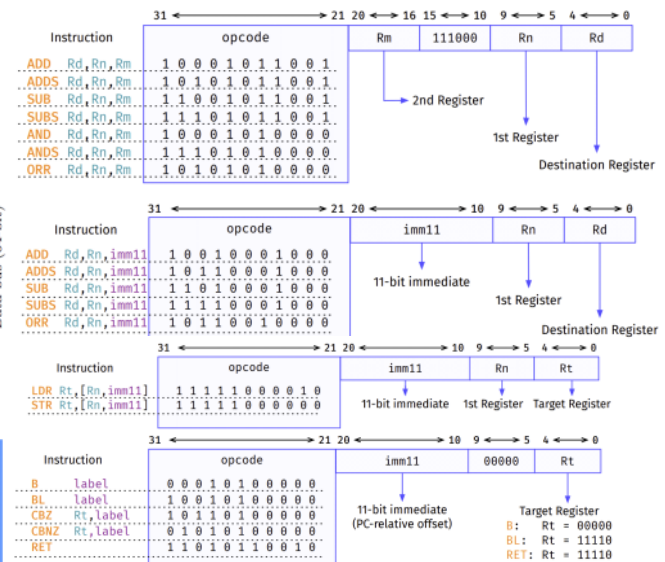 31 21 20 16 15 10 9 5 4 0
Instruction opcode Rm 111000 Rn Rd
ADD Rd,Rn,Rm 1 0 0 0 1 0 1 1 0 0 1
ADDS Rd,Rn,Rm 1 0 1 0 1 0 1 1 0 0 1
SUB Rd,Rn,Rm 1 1 0 0 1 0 1 1 0 0 1
SUBS Rd,Rn,Rm 1 1 1 0 1 0 1 1 0 0 1
AND Rd,Rn,Rm 1 0 0 0 1 0 1 0 0 0 0
ANDS Rd,Rn,Rm 1 1 1 0 1 0 1 0 0 0 0
ORR Rd,Rn,Rm 1 0 1 0 1 0 1 0 0 0 0
2nd Register
1st Register
Destination Register
31 21 20 10 9 5 4 0
Instruction opcode imm11 Rn Rd
ADD Rd,Rn,imm11 1 0 0 1 0 0 0 1 0 0 0
ADDS Rd,Rn,imm11 1 0 1 1 0 0 0 1 0 0 0
SUB Rd,Rn,imm11 1 1 0 1 0 0 0 1 0 0 0
SUBS Rd,Rn,imm11 1 1 1 1 0 0 0 1 0 0 0
ORR Rd,Rn,imm11 1 0 1 1 0 0 1 0 0 0 0
11-bit immediate
1st Register
Destination Register
31 21 20 10 9 5 4 0
Instruction opcode imm11 Rn Rt
LDR Rt,[Rn,imm11] 1 1 1 1 1 0 0 0 0 1 0
STR Rt,[Rn,imm11] 1 1 1 1 1 0 0 0 0 0 0
11-bit immediate 1st Register Target Register
31 21 20 10 9 5 4 0
Instruction opcode imm11 00000 Rt
B label 0 0 0 1 0 1 0 0 0 0 0
BL label 1 0 0 1 0 1 0 0 0 0 0
CBZ Rt,label 1 0 1 1 0 1 0 0 0 0 0
CBNZ Rt,label 0 1 0 1 0 1 0 0 0 0 0
RET 1 1 0 1 0 1 1 0 0 1 0
11-bit immediate
(PC-relative offset)
Target Register
B: Rt = 00000
BL: Rt = 11110
RET: Rt = 11110